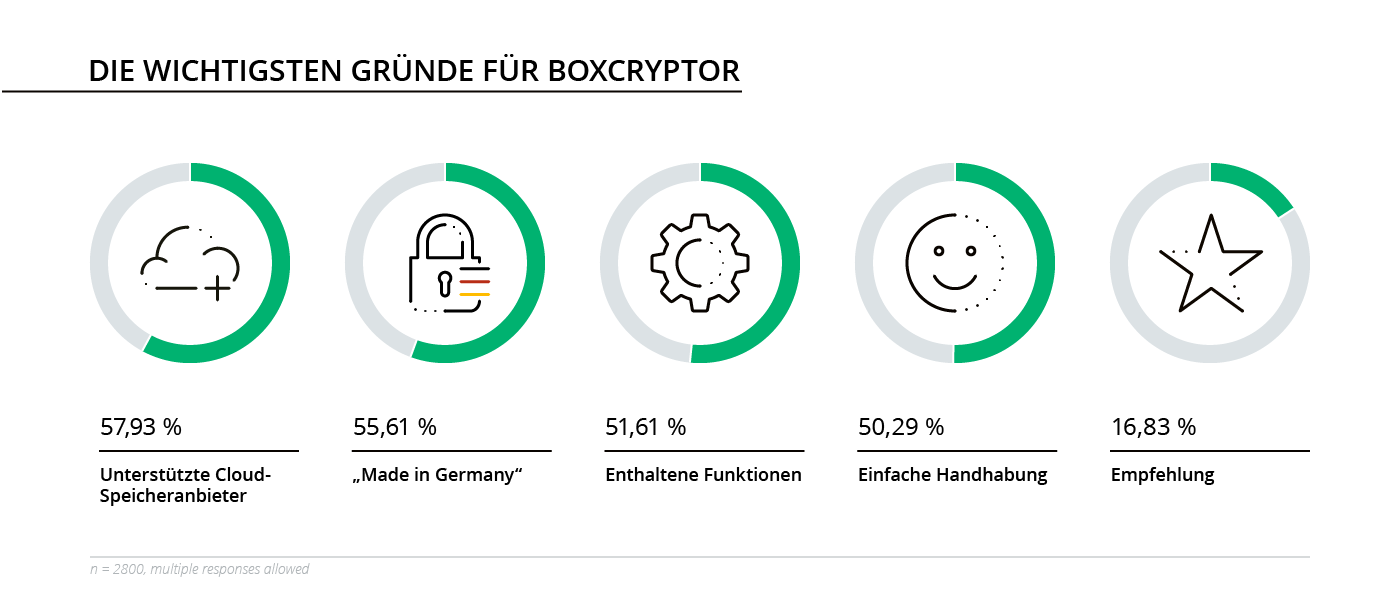 DIE WICHTIGSTEN GRÜNDE FÜR BOXCRYPTOR
57,93 %
Unterstützte Cloud-
Speicheranbieter
55,61 %
„Made in Germany“
51,61 %
Enthaltene Funktionen
50,29 %
Einfache Handhabung
16,83 %
Empfehlung
n = 2800, multiple responses allowed